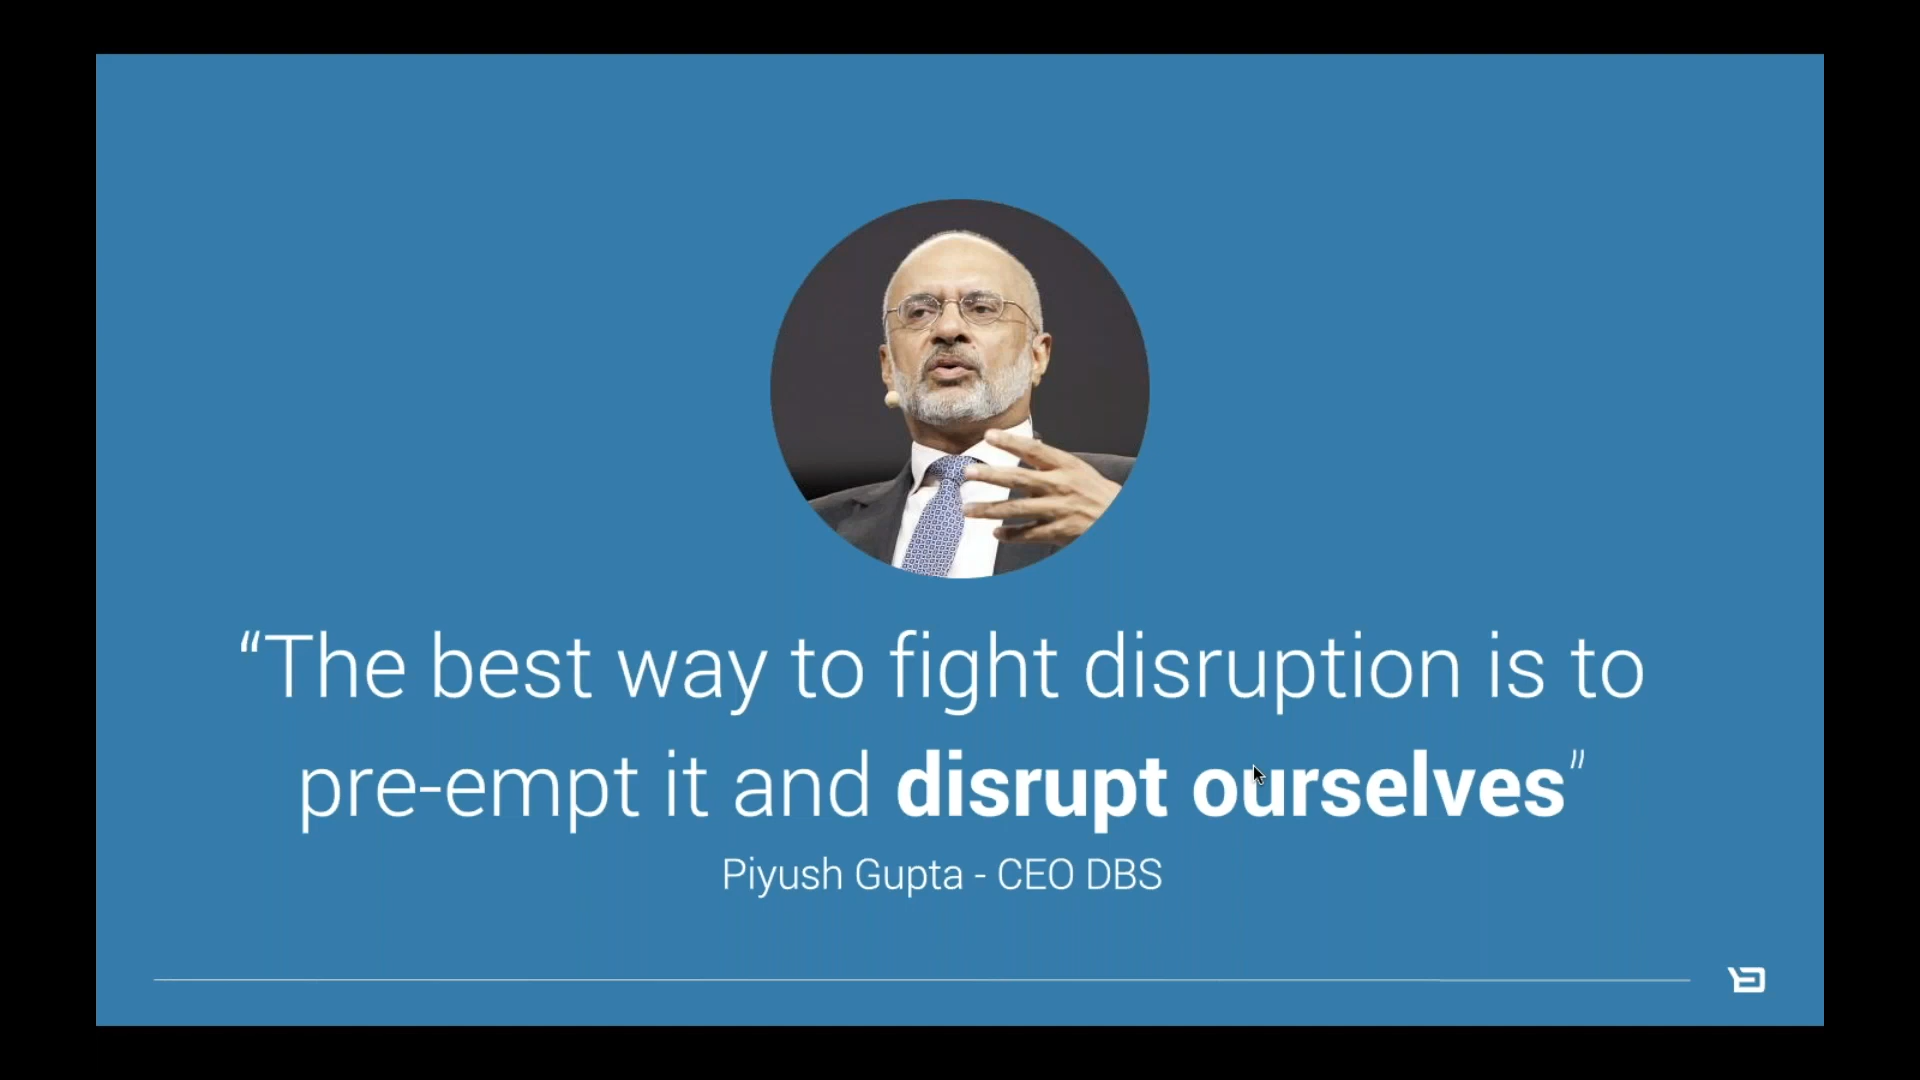 “The best way to fight disruption is to
pre-empt it and disrupt ourselves”
Piyush Gupta - CEO DBS